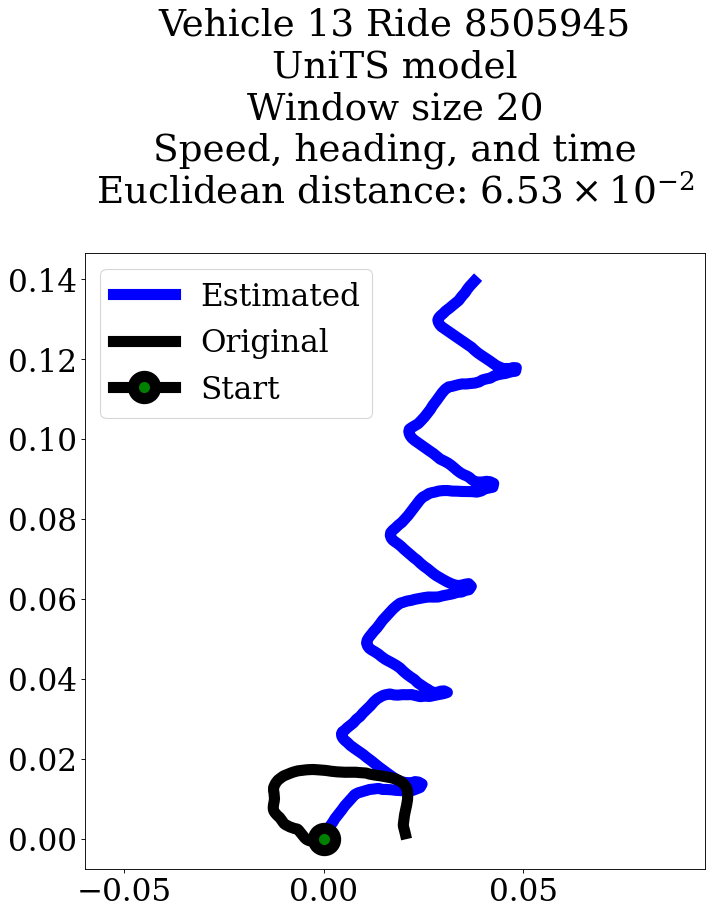 Vehicle 13 Ride 8505945
UniTS model
Window size 20
Speed, heading, and time
Euclidean distance: 6.53 × 10⁻²
Estimated
Original
Start
0.14
0.12
0.10
0.08
0.06
0.04
0.02
0.00
−0.05
0.00
0.05